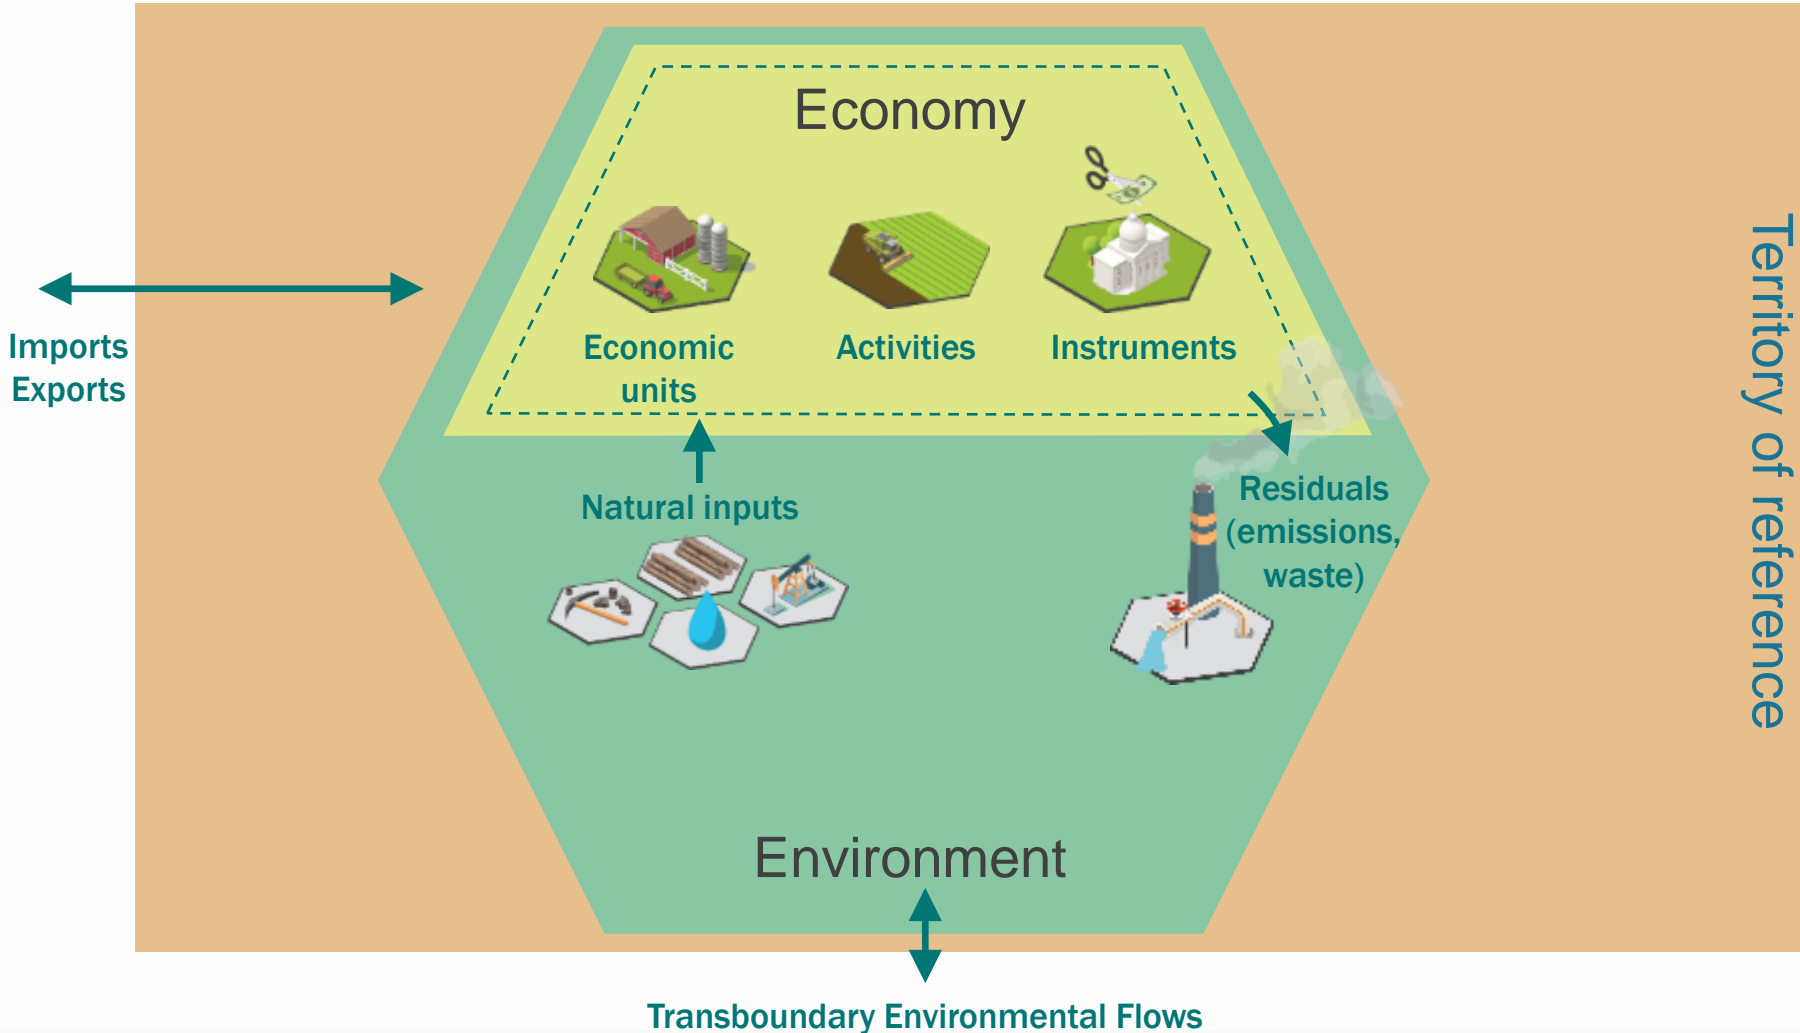 Economy
Imports
Exports
Economic
units
Activities
Instruments
Natural inputs
Residuals
(emissions,
waste)
Territory of reference
Environment
Transboundary Environmental Flows